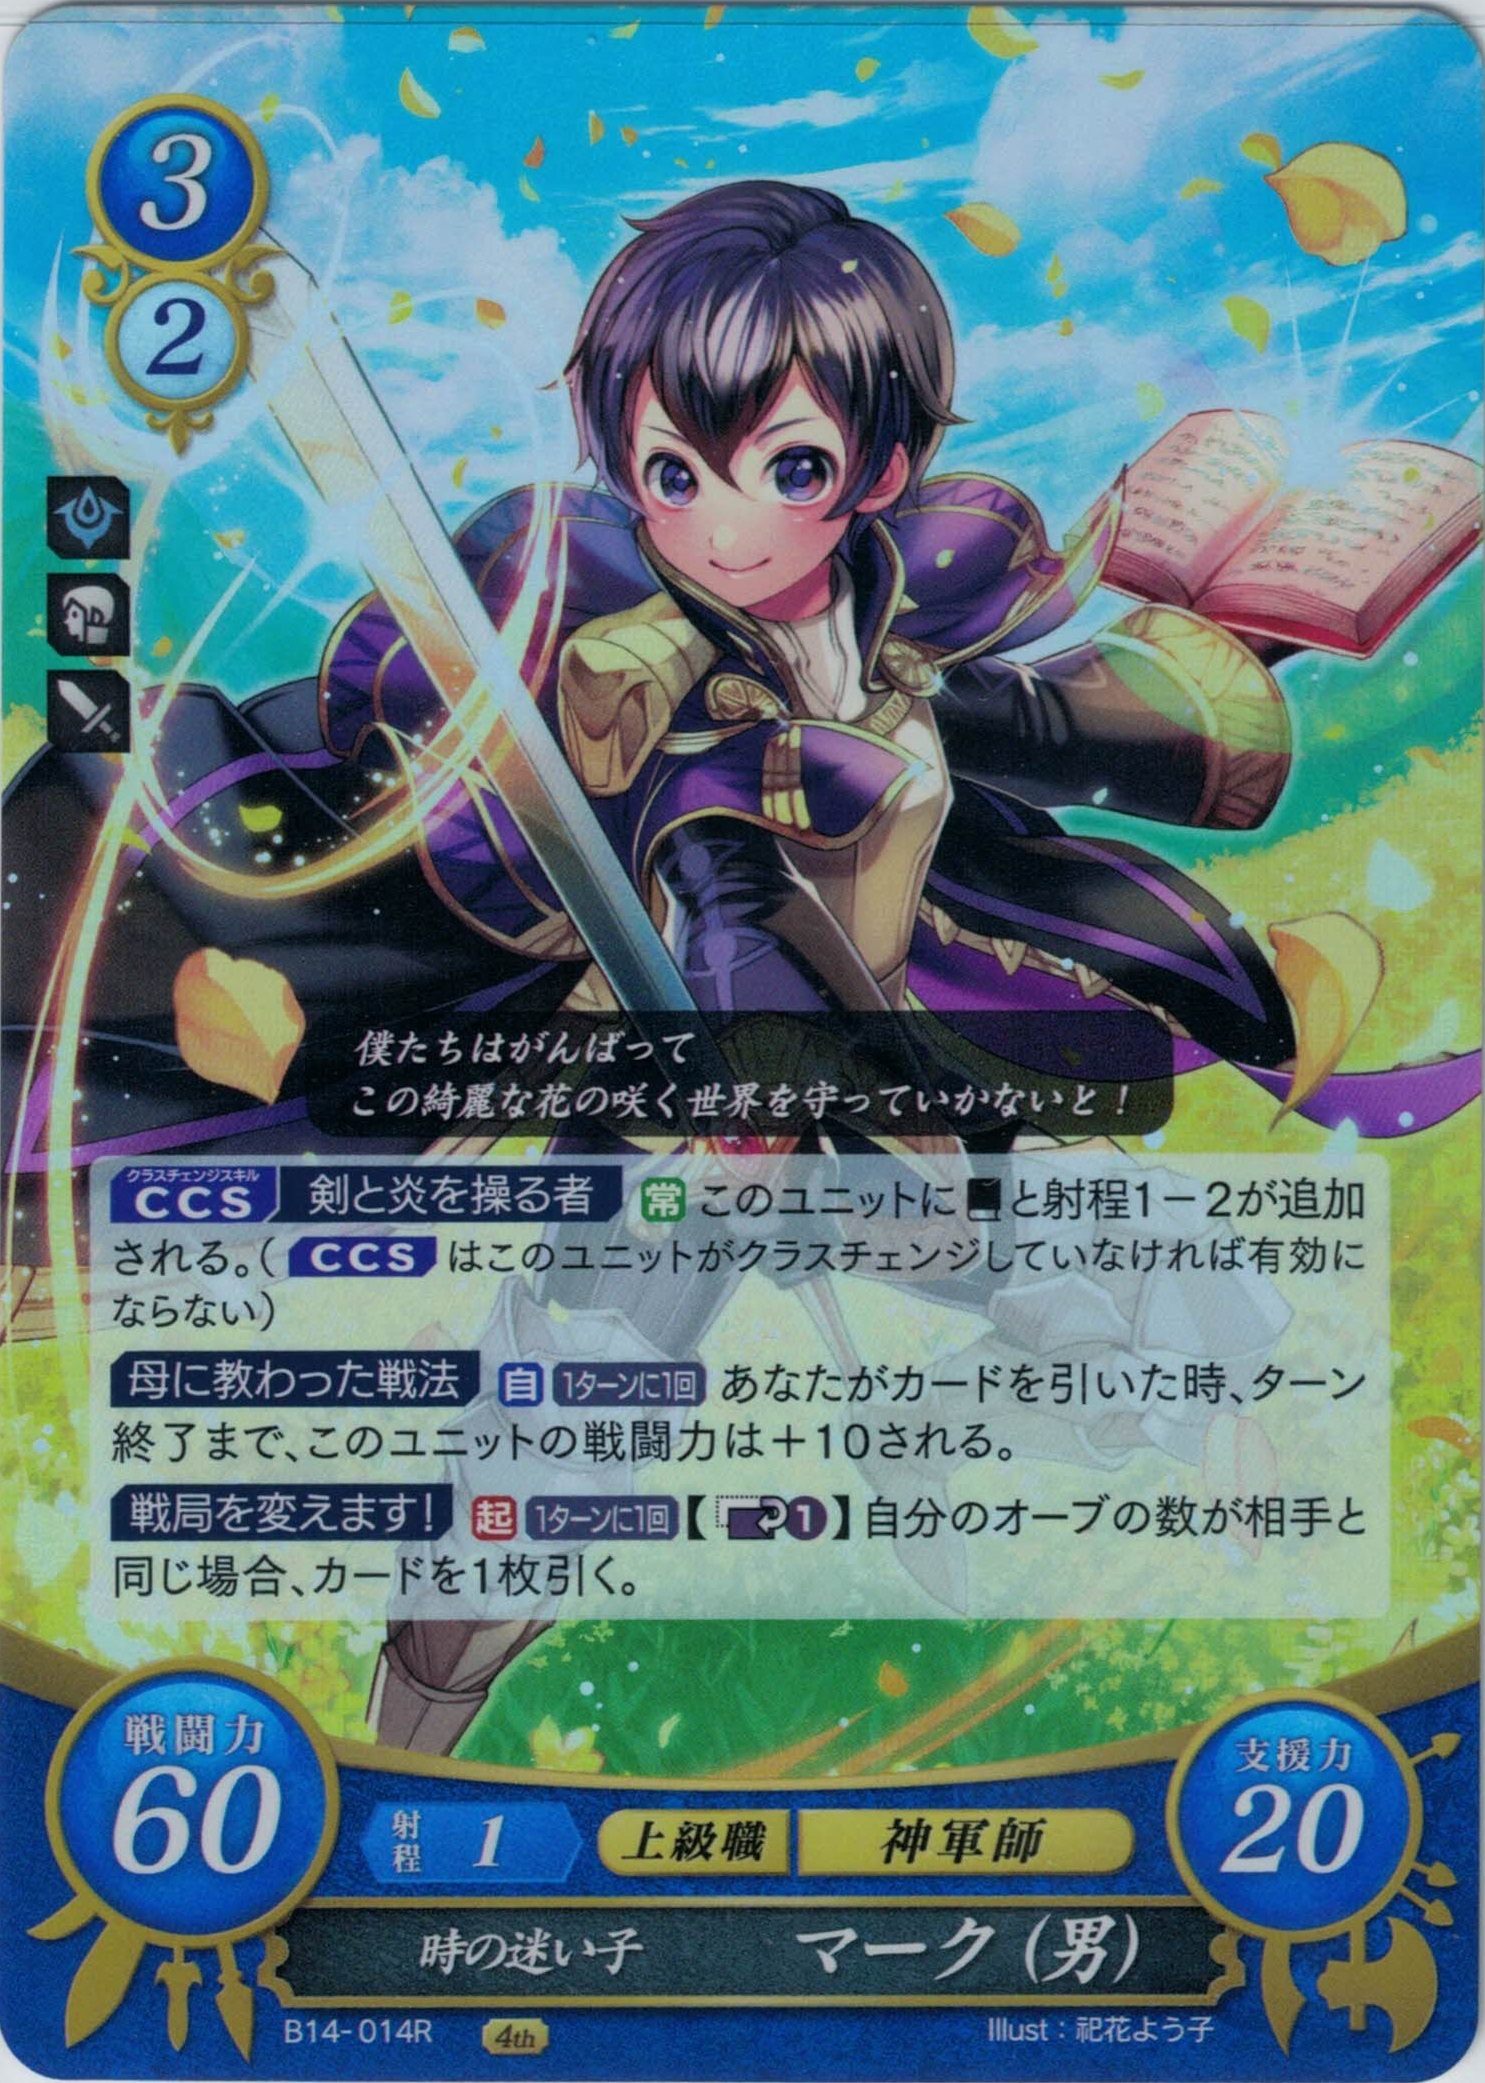 3
2
僕たちはがんばって
この綺麗な花の咲く世界を守っていかないと！
クラスチェンジスキル
CCS 剣と炎を操る者 常 このユニットに と射程1－2が追加
される。（ CCS はこのユニットがクラスチェンジしていなければ有効に
ならない）
母に教わった戦法 自 1ターンに1回 あなたがカードを引いた時、ターン
終了まで、このユニットの戦闘力は＋10される。
戦局を変えます！ 起 1ターンに1回 【 1 】自分のオーブの数が相手と
同じ場合、カードを1枚引く。
戦闘力
60
射程 1
上級職 神軍師
支援力
20
時の迷い子 マーク（男）
B14-014R 4th Illust：祀花よう子